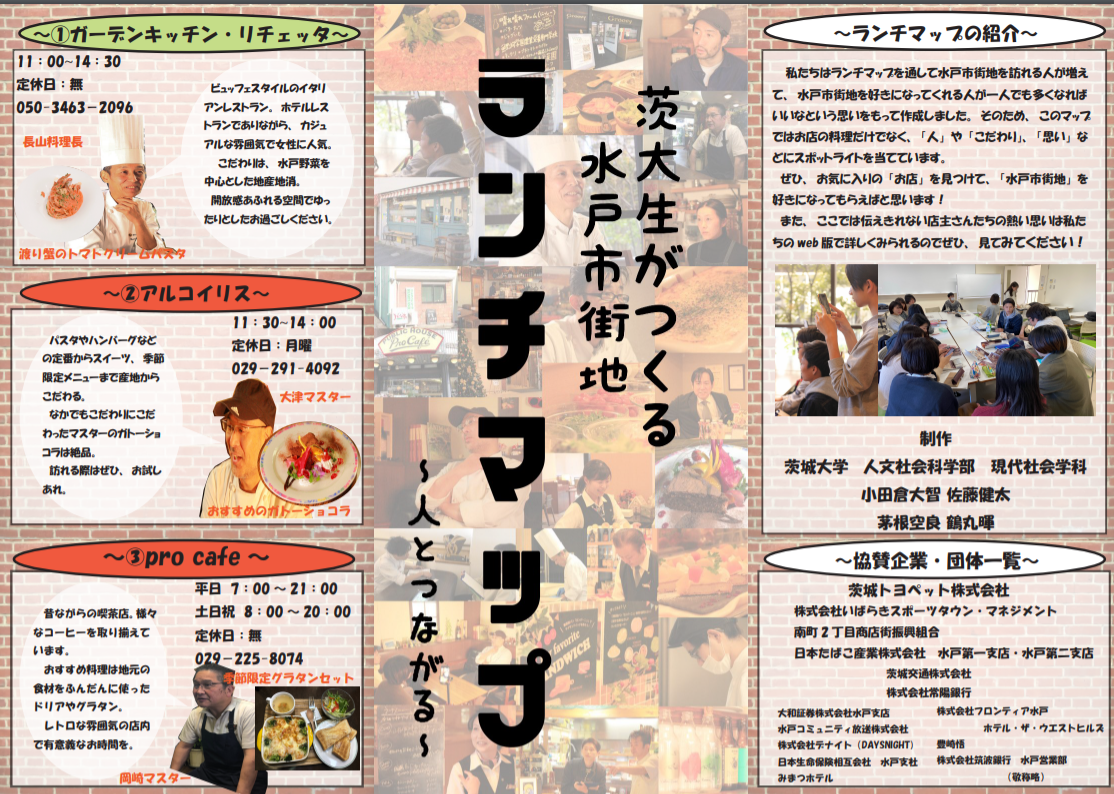 ～①ガーデンキッチン・リチェッタ～
11：00~14：30
定休日：無
050-3463-2096
長山料理長
ビュッフェスタイルのイタリ
アンレストラン。ホテルレス
トランでありながら、カジュ
アルな雰囲気で女性に人気。
こだわりは、水戸野菜を
中心とした地産地消。
開放感あふれる空間でゆっ
たりとしたお過ごしください。
渡り蟹のトマトクリームパスタ
～②アルコイリス～
11：30~14：00
定休日：月曜
029-291-4092
大津マスター
パスタやハンバーグなど
の定番からスイーツ、季節
限定メニューまで産地から
こだわる。
なかでもこだわりにこだ
わったマスターのガトーショ
コラは絶品。
訪れる際はぜひ、お試し
あれ。
おすすめのガトーショコラ
～③pro cafe ～
平日 7：00～21：00
土日祝 8：00～20：00
定休日：無
029-225-8074
季節限定グラタンセット
昔ながらの喫茶店。様々
なコーヒーを取り揃えて
います。
おすすめ料理は地元の
食材をふんだんに使った
ドリアやグラタン。
レトロな雰囲気の店内
で有意義なお時間を。
岡崎マスター
茨大生がつくる
水戸市街地
ランチマップ
～人とつながる～
～ランチマップの紹介～
私たちはランチマップを通して水戸市街地を訪れる人が増え
て、水戸市街地を好きになってくれる人が一人でも多くなれば
いいなという思いをもって作成しました。そのため、このマップ
ではお店の料理だけでなく、「人」や「こだわり」、「思い」な
どにスポットライトを当てています。
ぜひ、お気に入りの「お店」を見つけて、「水戸市街地」を
好きになってもらえばと思います！
また、ここでは伝えきれない店主さんたちの熱い思いは私た
ちの web 版で詳しくみられるのでぜひ、見てみてください！
制作
茨城大学 人文社会科学部 現代社会学科
小田倉大智 佐藤健太
茅根空良 鶴丸暉
～協賛企業・団体一覧～
茨城トヨペット株式会社
株式会社いばらきスポーツタウン・マネジメント
南町２丁目商店街振興組合
日本たばこ産業株式会社 水戸第一支店・水戸第二支店
茨城交通株式会社
株式会社常陽銀行
大和証券株式会社水戸支店
水戸コミュニティ放送株式会社
株式会社デナイト（DAYSNIGHT）
日本生命保険相互会社 水戸支社
みまつホテル
株式会社フロンティア水戸
ホテル・ザ・ウエストヒルズ
豊崎悟
株式会社筑波銀行 水戸営業部
（敬称略）